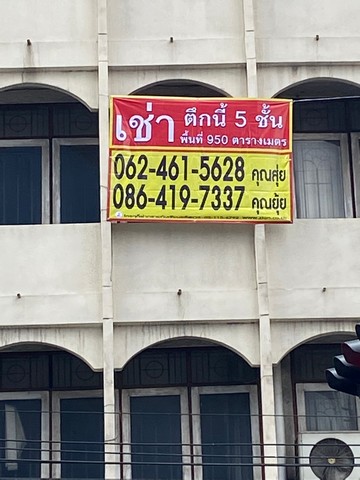 เช่า ตึกนี้ 5 ชั้น
พื้นที่ 950 ตารางเมตร
062-461-5628 คุณสุ่ย
086-419-7337 คุณยุ้ย